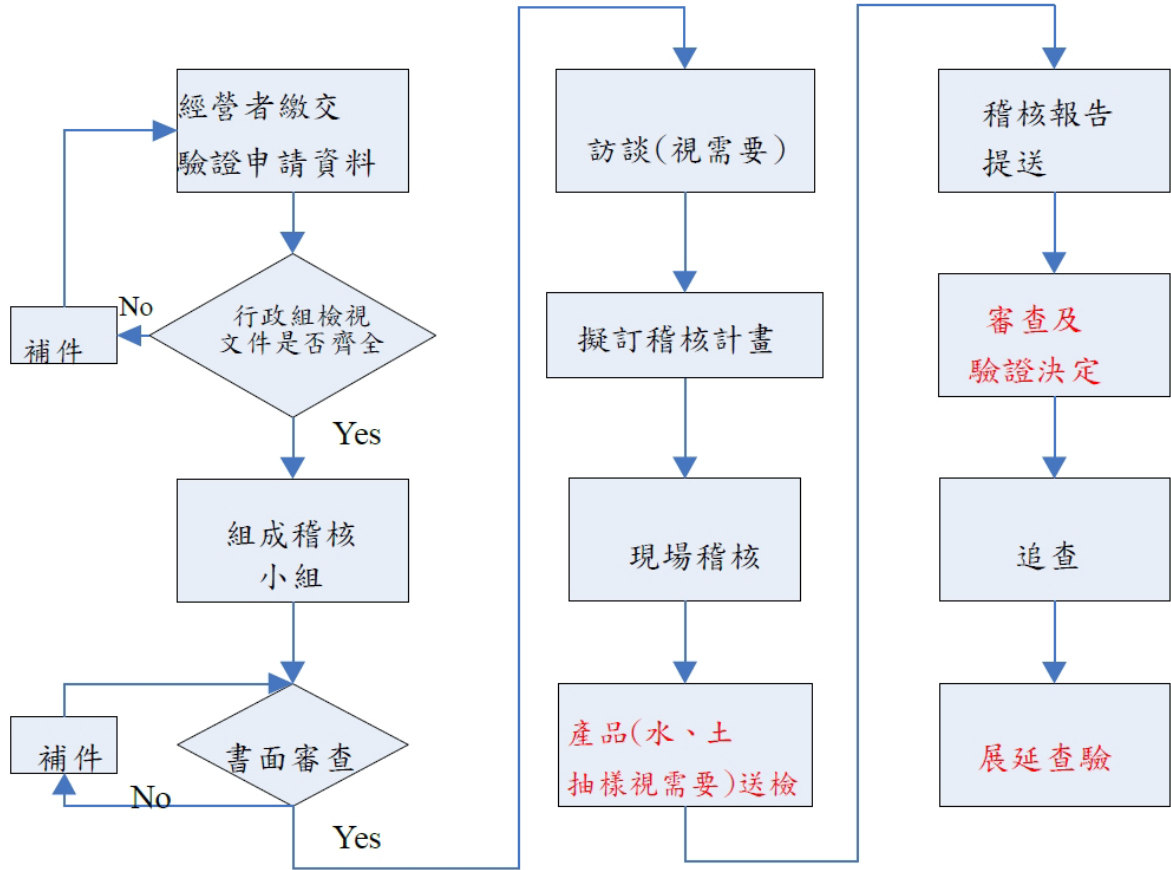 經營者繳交
驗證申請資料
行政組檢視
文件是否齊全
No
補件
Yes
組成稽核
小組
書面審查
補件
No
Yes
訪談(視需要)
擬訂稽核計畫
現場稽核
產品(水、土
抽樣視需要)送檢
稽核報告
提送
審查及
驗證決定
追查
展延查驗